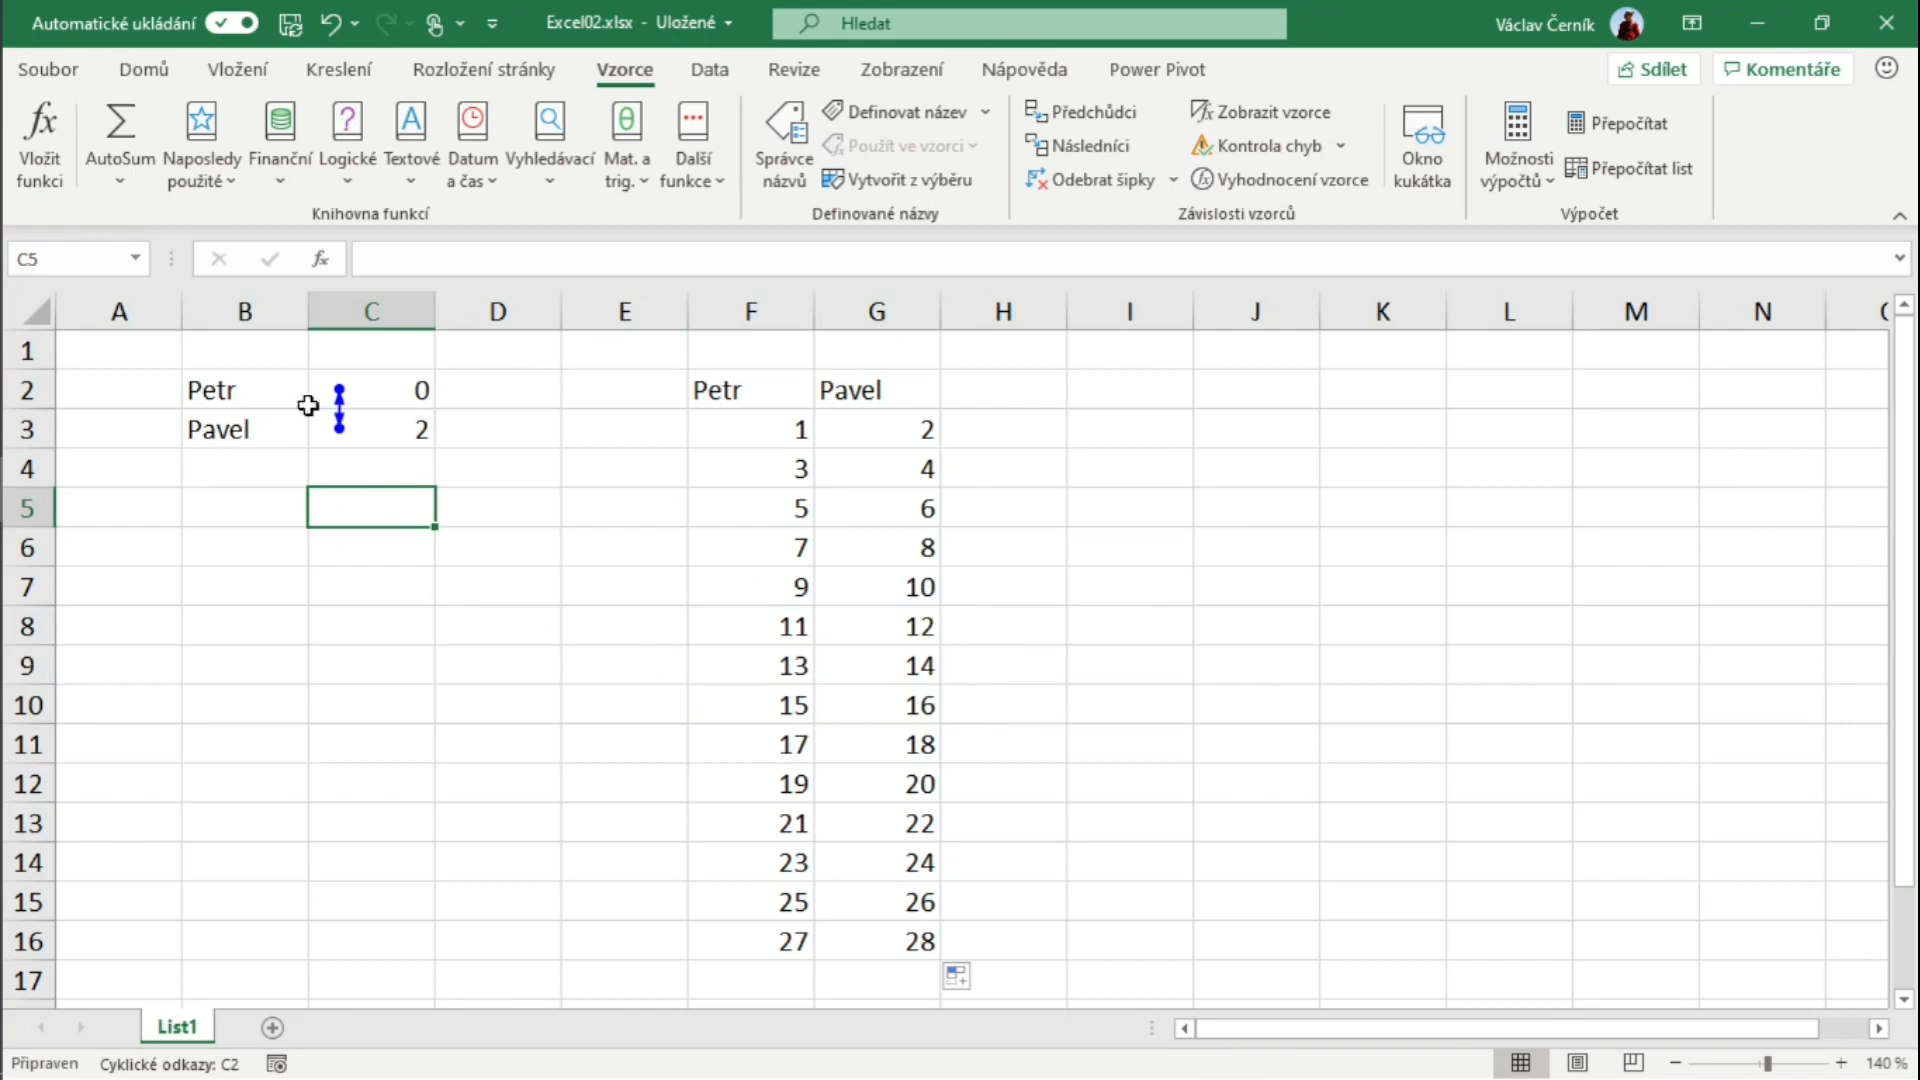 Automatické ukládání
Excel02.xlsx - Uložené
Hledat
Václav Černík
Soubor Domů Vložení Kreslení Rozložení stránky Vzorce Data Revize Zobrazení Nápověda Power Pivot
Sdílet Komentáře
Vložit funkci
AutoSum
Naposledy použité
Finanční
Logické
Textové
Datum a čas
Vyhledávací
Mat. a trig.
Další funkce
Knihovna funkcí
Správce názvů
Definovat název
Použít ve vzorci
Vytvořit z výběru
Definované názvy
Předchůdci
Následníci
Odebrat šipky
Zobrazit vzorce
Kontrola chyb
Vyhodnocení vzorce
Závislosti vzorců
Okno kukátka
Možnosti výpočtů
Přepočítat
Přepočítat list
Výpočet
C5
fx
A B C D E F G H I J K L M N
1
2 Petr 0 Petr Pavel
3 Pavel 2 1 2
4 3 4
5 5 6
6 7 8
7 9 10
8 11 12
9 13 14
10 15 16
11 17 18
12 19 20
13 21 22
14 23 24
15 25 26
16 27 28
17
List1
Připraven Cyklické odkazy: C2
140 %